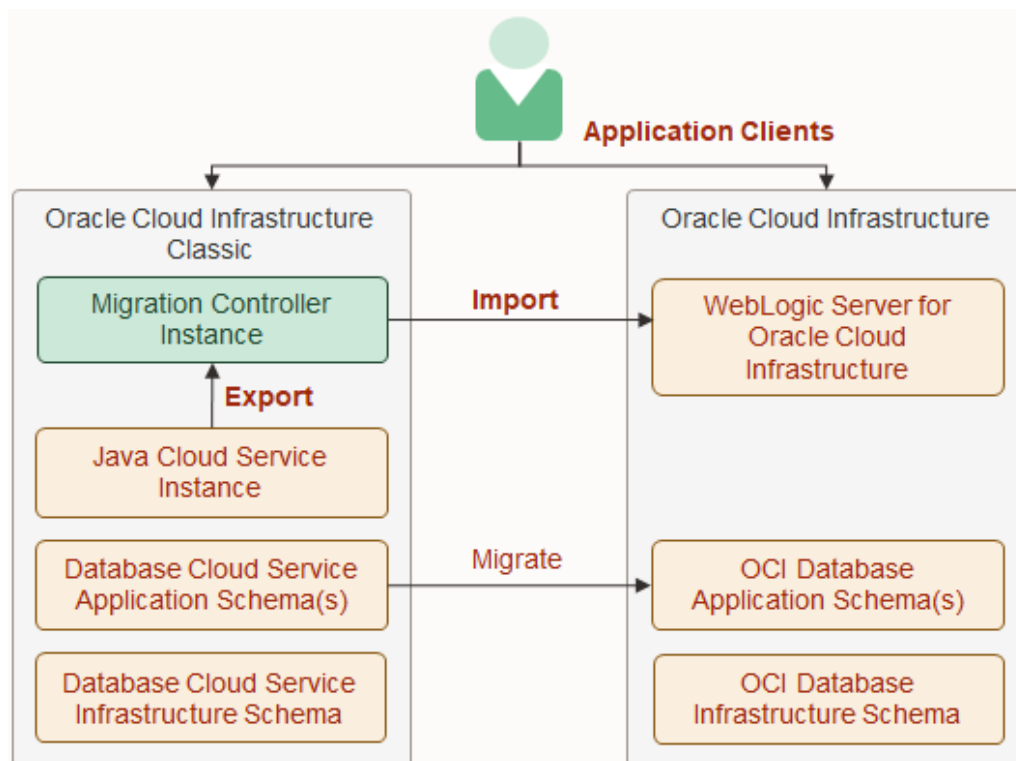 Application Clients
Oracle Cloud Infrastructure
Classic
Migration Controller
Instance
Export
Java Cloud Service
Instance
Database Cloud Service
Application Schema(s)
Database Cloud Service
Infrastructure Schema
Import
Migrate
Oracle Cloud Infrastructure
WebLogic Server for
Oracle Cloud
Infrastructure
OCI Database
Application Schema(s)
OCI Database
Infrastructure Schema